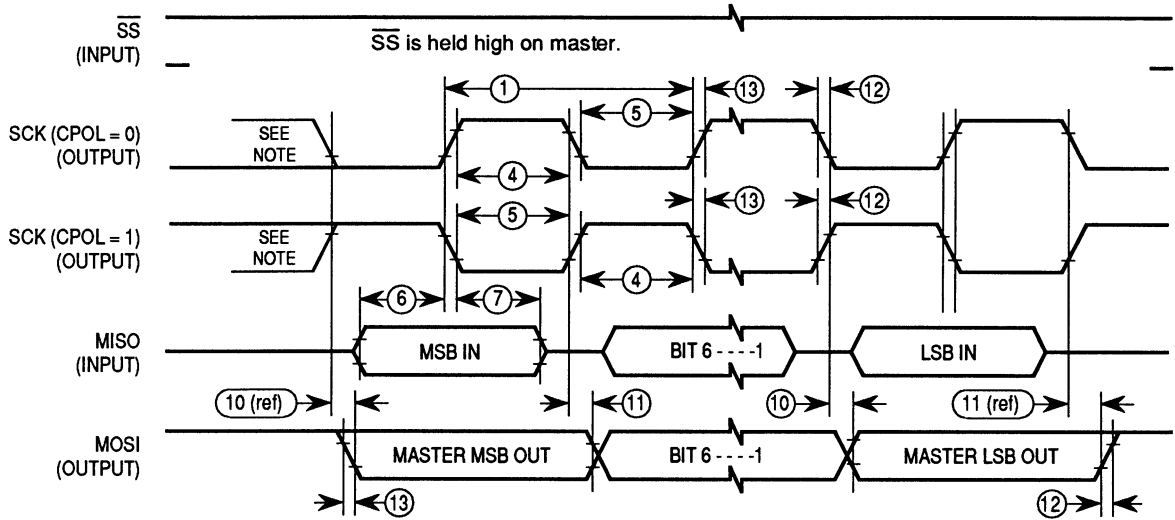 SS
(INPUT)
SS is held high on master.
1
13
12
5
SCK (CPOL = 0)
(OUTPUT)
SEE
NOTE
4
5
13
12
SCK (CPOL = 1)
(OUTPUT)
SEE
NOTE
4
6
7
MISO
(INPUT)
MSB IN
BIT 6 - - - - - 1
LSB IN
10 (ref)
11
10
11 (ref)
MOSI
(OUTPUT)
MASTER MSB OUT
BIT 6 - - - - - 1
MASTER LSB OUT
13
12